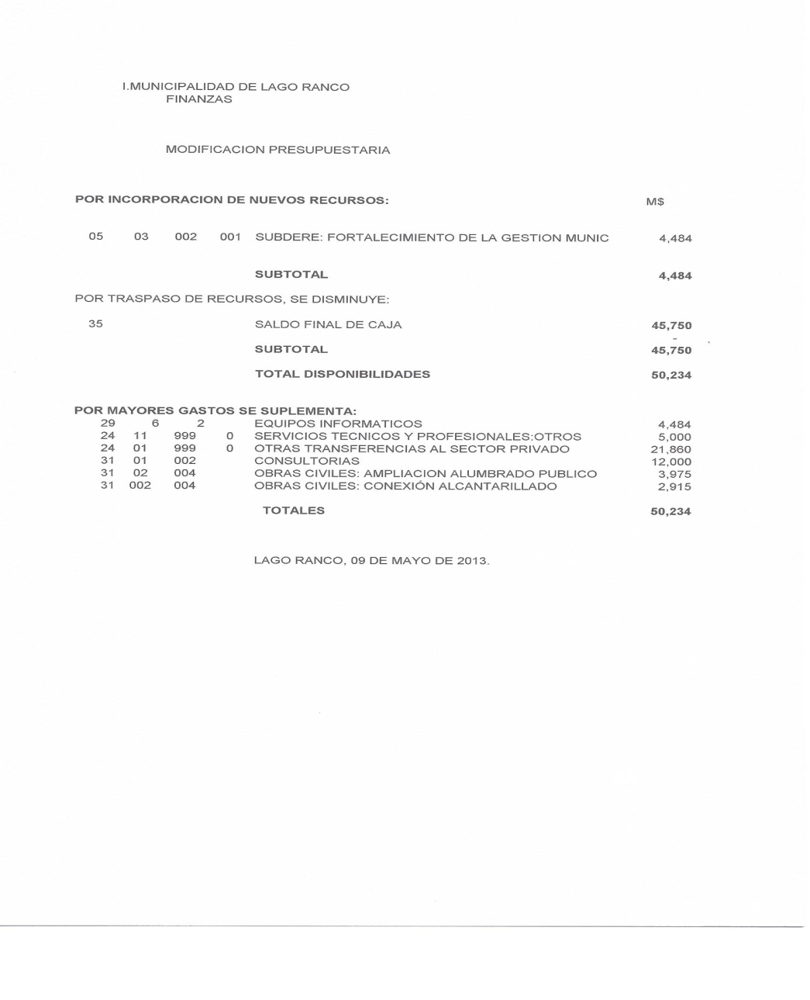 I.MUNICIPALIDAD DE LAGO RANCO
FINANZAS
MODIFICACION PRESUPUESTARIA
POR INCORPORACION DE NUEVOS RECURSOS: M$
05 03 002 001 SUBDERE: FORTALECIMIENTO DE LA GESTION MUNIC 4,484
SUBTOTAL 4,484
POR TRASPASO DE RECURSOS, SE DISMINUYE:
35 SALDO FINAL DE CAJA 45,750
-
SUBTOTAL 45,750
TOTAL DISPONIBILIDADES 50,234
POR MAYORES GASTOS SE SUPLEMENTA:
29 6 2 EQUIPOS INFORMATICOS 4,484
24 11 999 0 SERVICIOS TECNICOS Y PROFESIONALES:OTROS 5,000
24 01 999 0 OTRAS TRANSFERENCIAS AL SECTOR PRIVADO 21,860
31 01 002 CONSULTORIAS 12,000
31 02 004 OBRAS CIVILES: AMPLIACION ALUMBRADO PUBLICO 3,975
31 002 004 OBRAS CIVILES: CONEXIÓN ALCANTARILLADO 2,915
TOTALES 50,234
LAGO RANCO, 09 DE MAYO DE 2013.